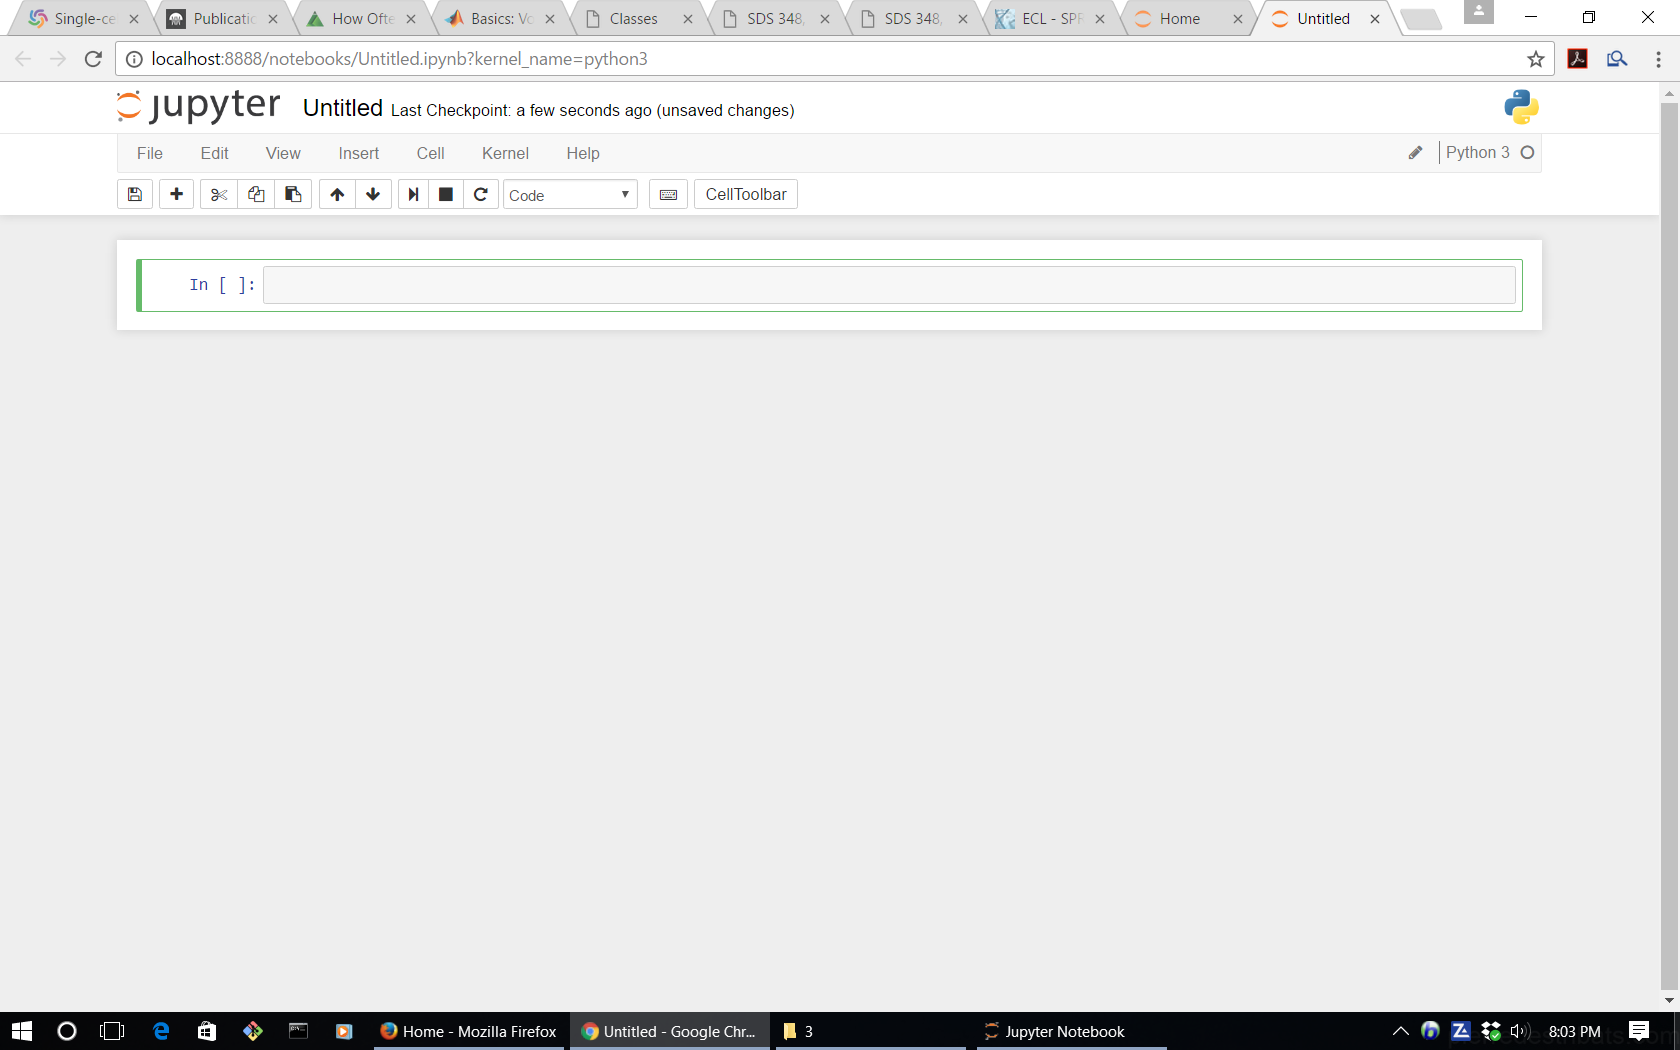 Single-ce
Publicatic
How Ofte
Basics: Vo
Classes
SDS 348,
SDS 348,
ECL - SPR
Home
Untitled
localhost:8888/notebooks/Untitled.ipynb?kernel_name=python3
jupyter Untitled Last Checkpoint: a few seconds ago (unsaved changes)
File Edit View Insert Cell Kernel Help Python 3
Code CellToolbar
In [ ]:
Home - Mozilla Firefox
Untitled - Google Chr...
3
Jupyter Notebook
8:03 PM